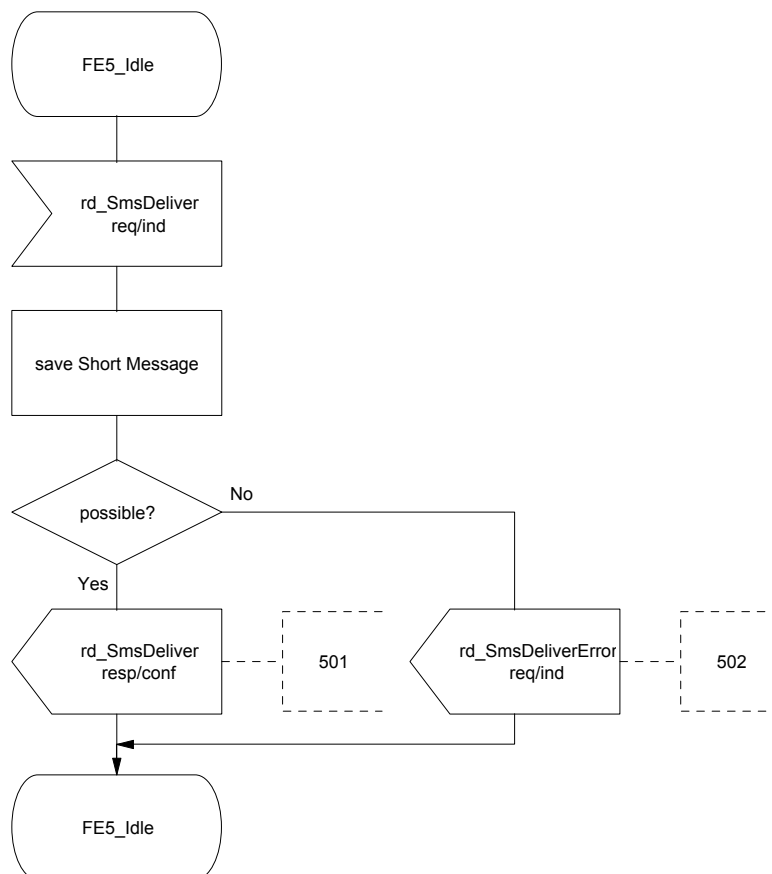 FE5_Idle
rd_SmsDeliver
req/ind
save Short Message
possible?
No
Yes
rd_SmsDeliver
resp/conf
501
rd_SmsDeliverError
req/ind
502
FE5_Idle